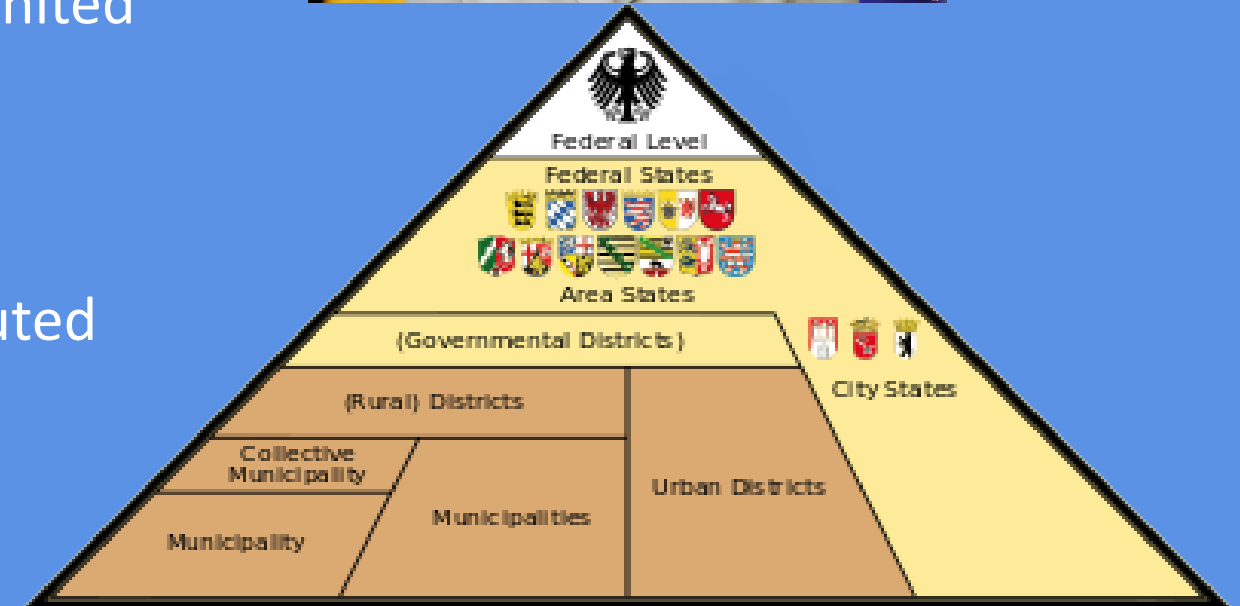 nited
Federal Level
Federal States
Area States
uted
(Governmental Districts)
City States
(Rural) Districts
Collective
Municipality
Urban Districts
Municipalities
Municipality